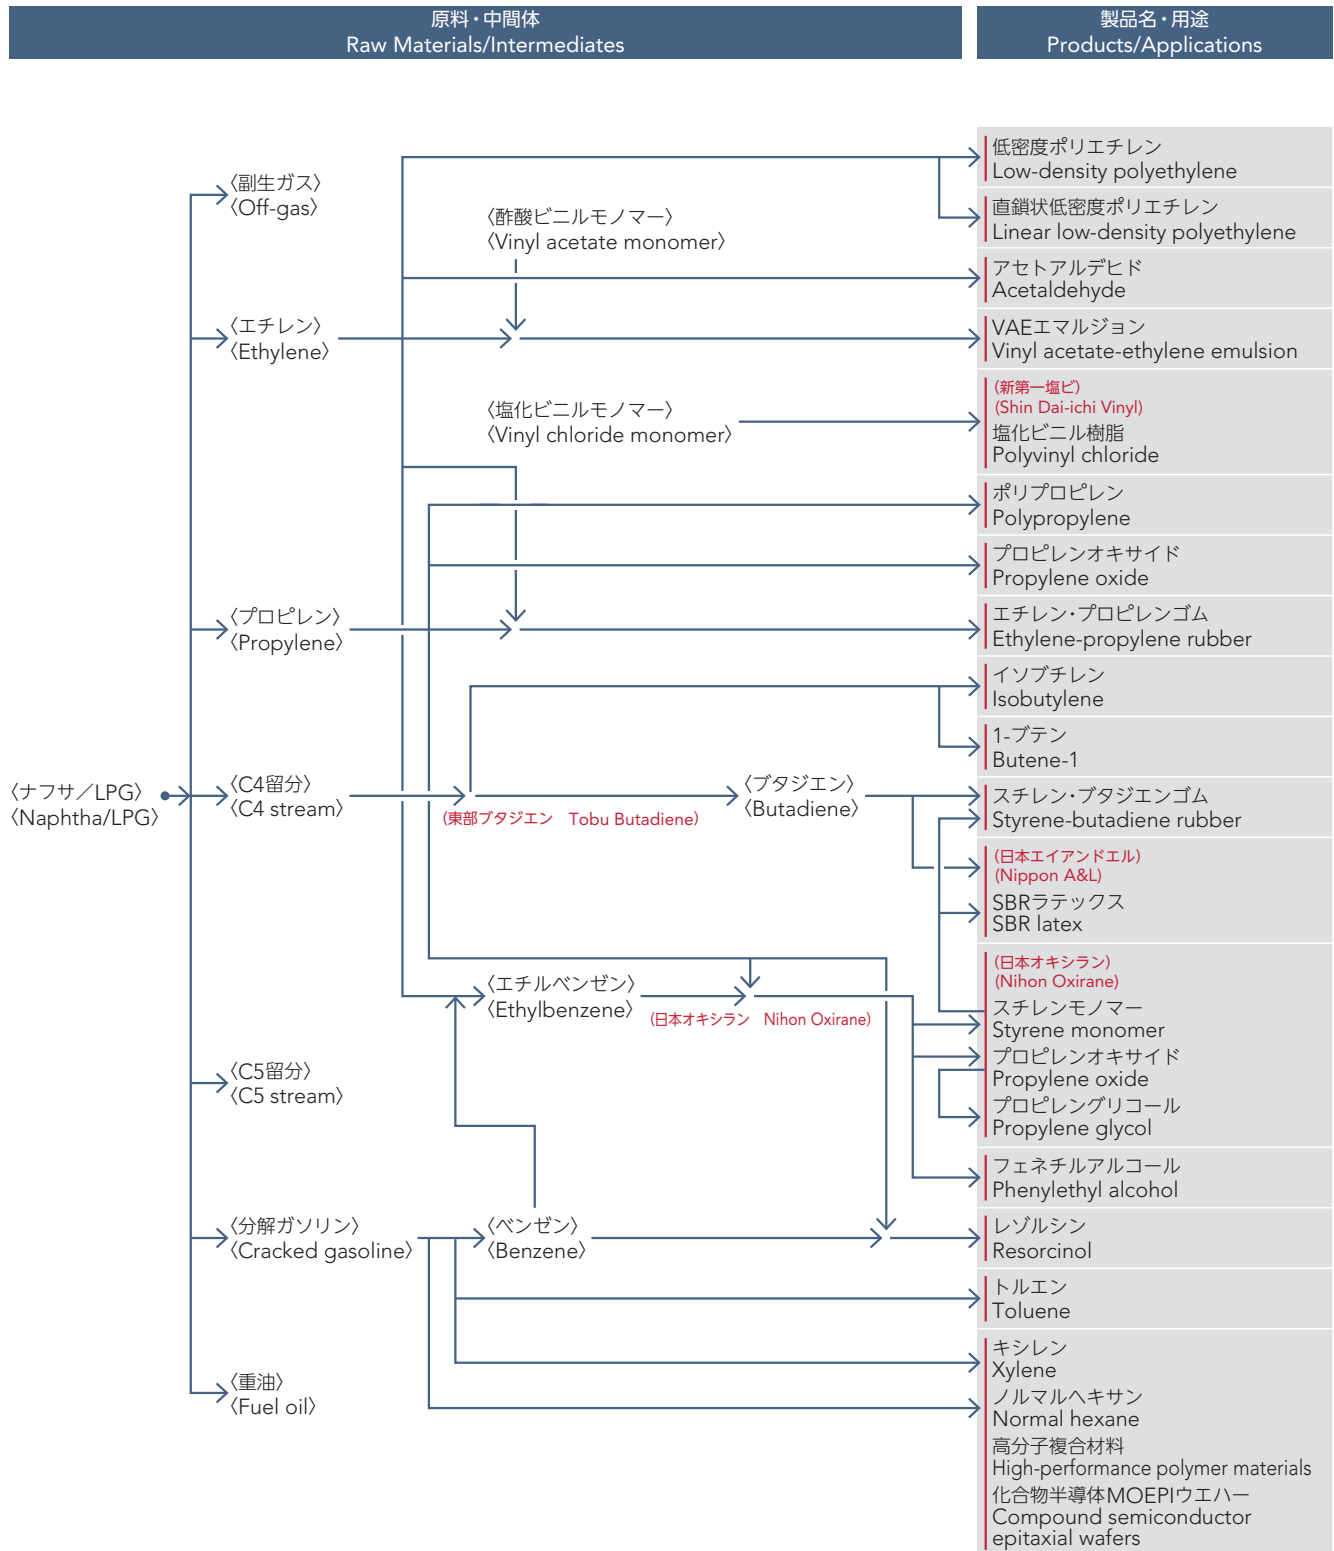 原料・中間体
Raw Materials/Intermediates
製品名・用途
Products/Applications
〈ナフサ／LPG〉
〈Naphtha/LPG〉
〈副生ガス〉
〈Off-gas〉
〈エチレン〉
〈Ethylene〉
〈プロピレン〉
〈Propylene〉
〈C4留分〉
〈C4 stream〉
〈C5留分〉
〈C5 stream〉
〈分解ガソリン〉
〈Cracked gasoline〉
〈重油〉
〈Fuel oil〉
〈酢酸ビニルモノマー〉
〈Vinyl acetate monomer〉
〈塩化ビニルモノマー〉
〈Vinyl chloride monomer〉
（東部ブタジエン　Tobu Butadiene）
〈ブタジエン〉
〈Butadiene〉
〈エチルベンゼン〉
〈Ethylbenzene〉
（日本オキシラン　Nihon Oxirane）
〈ベンゼン〉
〈Benzene〉
低密度ポリエチレン
Low-density polyethylene
直鎖状低密度ポリエチレン
Linear low-density polyethylene
アセトアルデヒド
Acetaldehyde
VAEエマルジョン
Vinyl acetate-ethylene emulsion
（新第一塩ビ）
(Shin Dai-ichi Vinyl)
塩化ビニル樹脂
Polyvinyl chloride
ポリプロピレン
Polypropylene
プロピレンオキサイド
Propylene oxide
エチレン・プロピレンゴム
Ethylene-propylene rubber
イソブチレン
Isobutylene
1-ブテン
Butene-1
スチレン・ブタジエンゴム
Styrene-butadiene rubber
（日本エイアンドエル）
(Nippon A&L)
SBRラテックス
SBR latex
（日本オキシラン）
(Nihon Oxirane)
スチレンモノマー
Styrene monomer
プロピレンオキサイド
Propylene oxide
プロピレングリコール
Propylene glycol
フェネチルアルコール
Phenylethyl alcohol
レゾルシン
Resorcinol
トルエン
Toluene
キシレン
Xylene
ノルマルヘキサン
Normal hexane
高分子複合材料
High-performance polymer materials
化合物半導体MOEPIウエハー
Compound semiconductor
epitaxial wafers